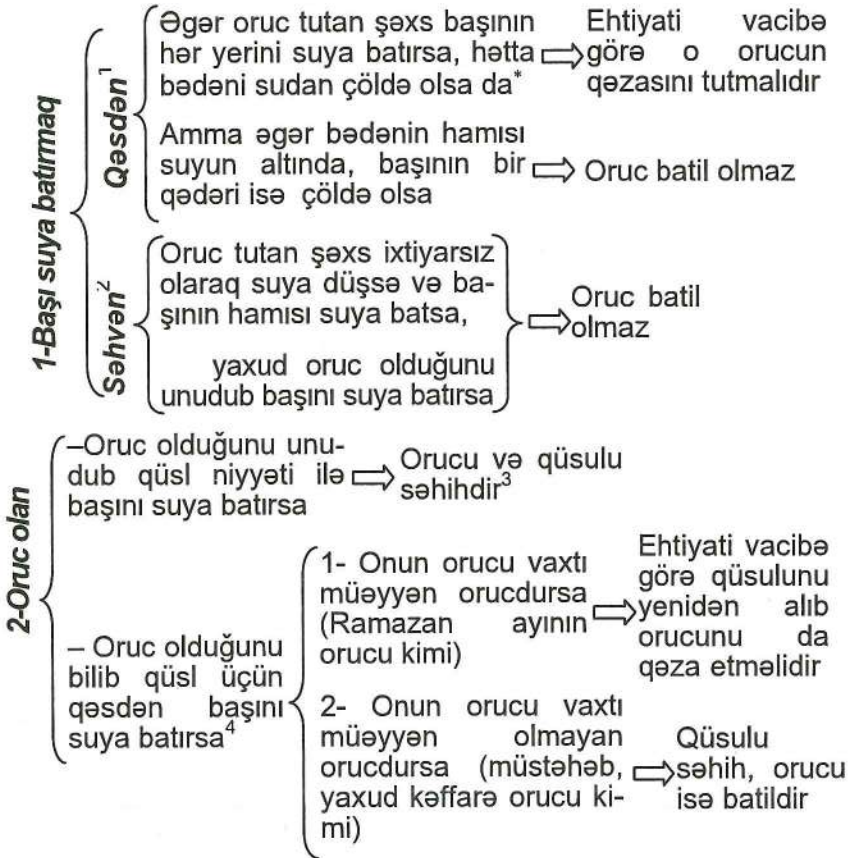 1-Başı suya batırmaq
Qəsdən¹
Əgər oruc tutan şəxs başının
hər yerini suya batırsa, hətta
bədəni sudan çöldə olsa da*
Ehtiyati vacibə
görə o orucun
qəzasını tutmalıdır
Amma əgər bədənin hamısı
suyun altında, başının bir
qədəri isə çöldə olsa
Oruc batil olmaz
Səhvən²
Oruc tutan şəxs ixtiyarsız
olaraq suya düşsə və ba-
şının hamısı suya batsa,
yaxud oruc olduğunu
unudub başını suya batırsa
Oruc batil
olmaz
2-Oruc olan
–Oruc olduğunu unu-
dub qüsl niyyəti ilə
başını suya batırsa
Orucu və qüsulu
səhihdir³
– Oruc olduğunu
bilib qüsl üçün
qəsdən başını
suya batırsa⁴
1- Onun orucu vaxtı
müəyyən orucdursa
(Ramazan ayının
orucu kimi)
Ehtiyati vacibə
görə qüsulunu
yenidən alıb
orucunu da
qəza etməlidir
2- Onun orucu vaxtı
müəyyən olmayan
orucdursa (müstəhəb,
yaxud kəffarə orucu ki-
mi)
Qüsulu
səhih, orucu
isə batildir